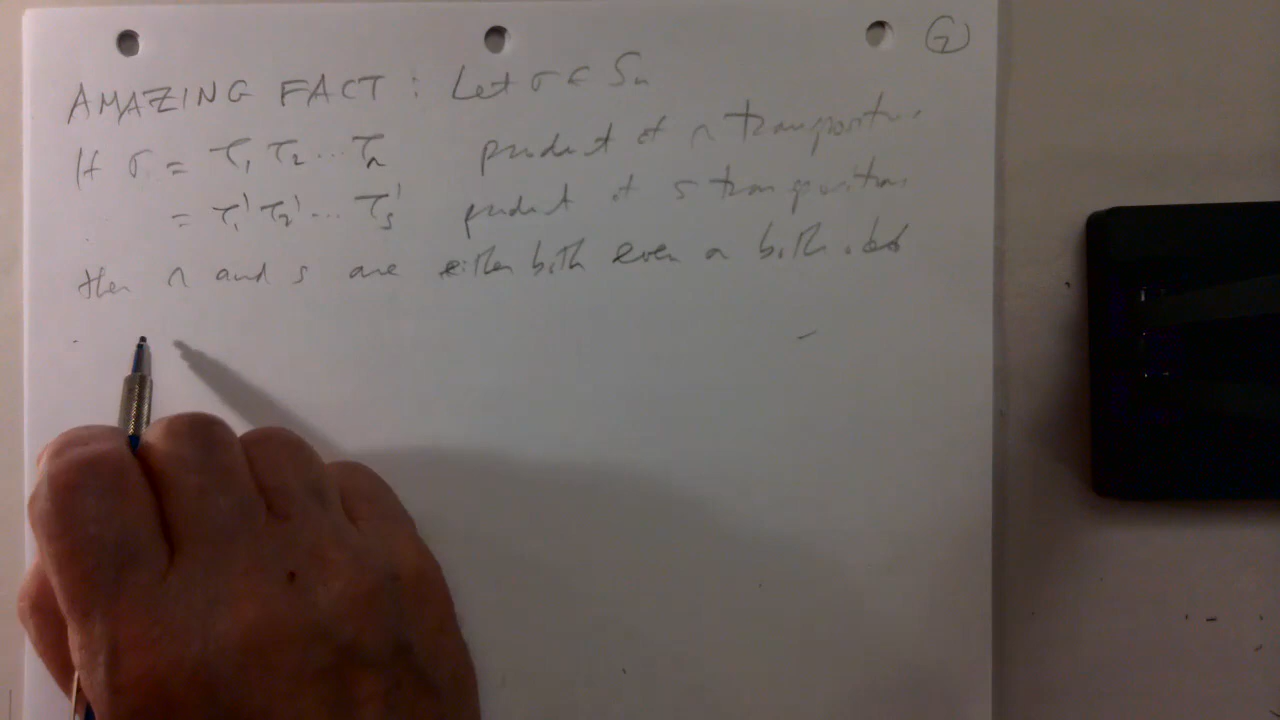 ②
AMAZING FACT : Let σ ∈ Sn
If σ = τ1 τ2 ... τr product of r transpositions
= τ1' τ2' ... τs' product of s transpositions
then r and s are either both even or both odd